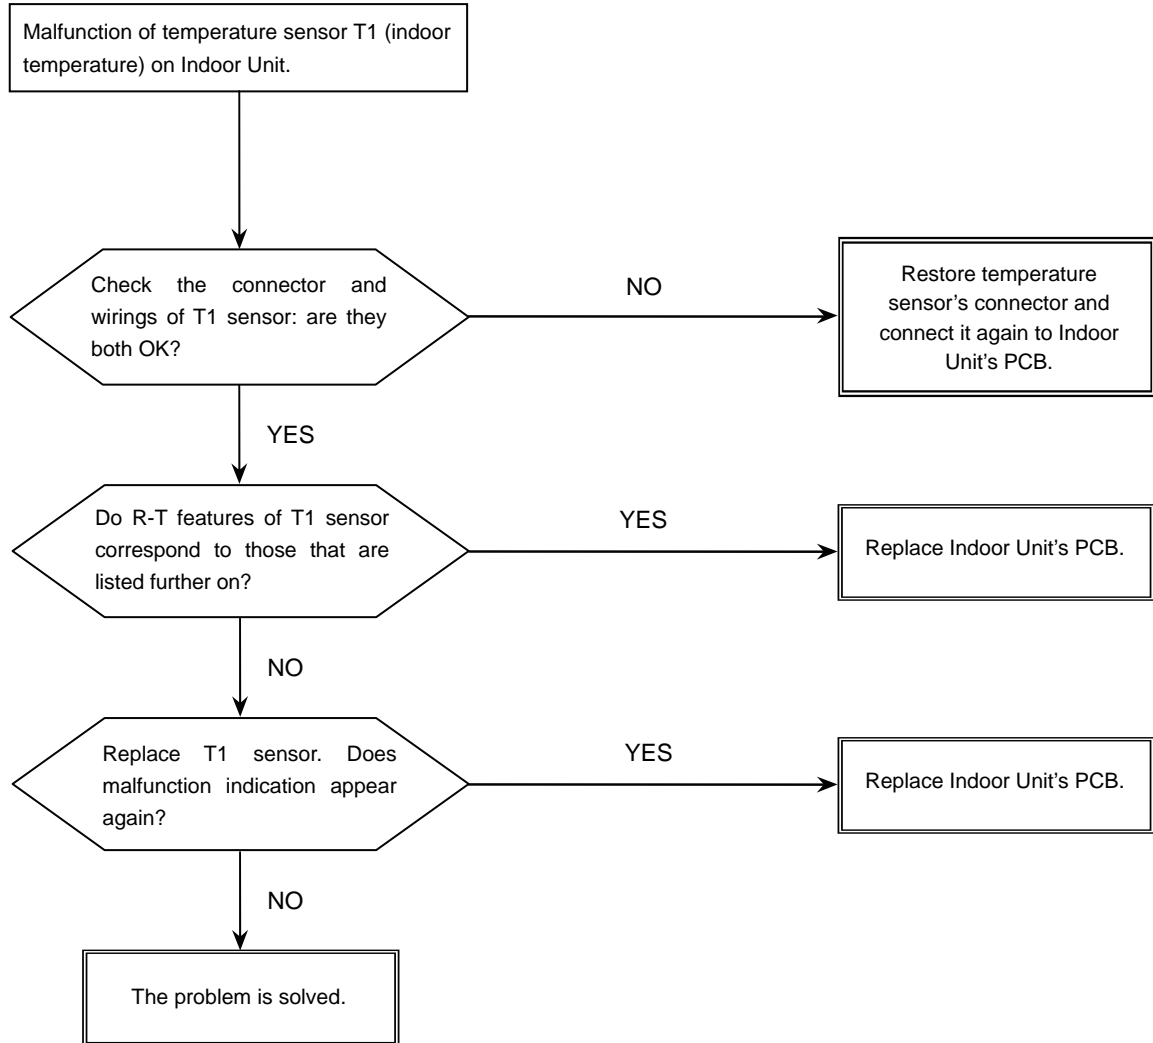 Malfunction of temperature sensor T1 (indoor
temperature) on Indoor Unit.
Check the connector and
wirings of T1 sensor: are they
both OK?
NO
Restore temperature
sensor's connector and
connect it again to Indoor
Unit's PCB.
YES
Do R-T features of T1 sensor
correspond to those that are
listed further on?
YES
Replace Indoor Unit's PCB.
NO
Replace T1 sensor. Does
malfunction indication appear
again?
YES
Replace Indoor Unit's PCB.
NO
The problem is solved.